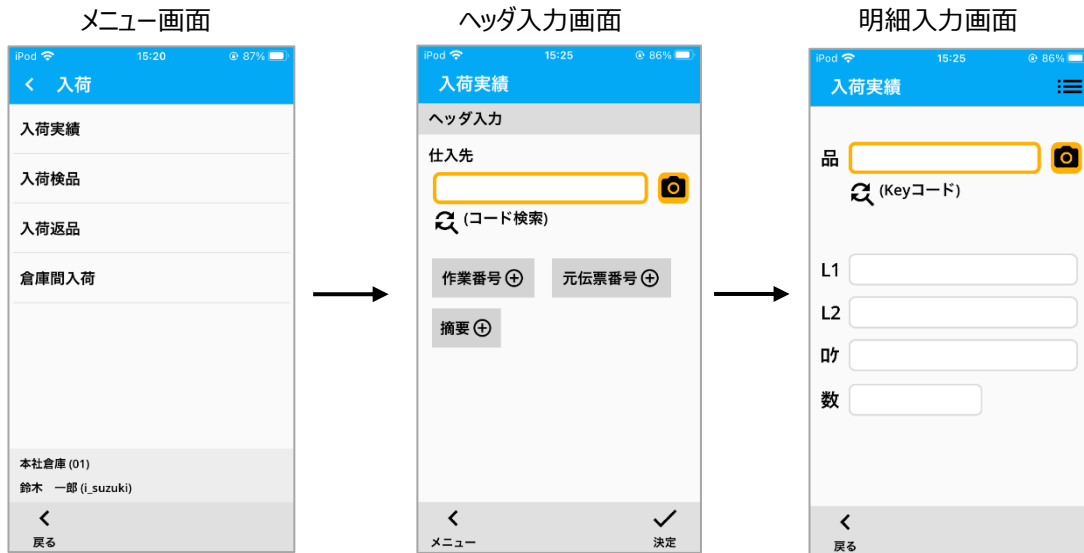 メニュー画面
iPod 15:20 87%
入荷
入荷実績
入荷検品
入荷返品
倉庫間入荷
本社倉庫 (01)
鈴木　一郎 (i_suzuki)
戻る
ヘッダ入力画面
iPod 15:25 86%
入荷実績
ヘッダ入力
仕入先
(コード検索)
作業番号 元伝票番号
摘要
メニュー 決定
明細入力画面
iPod 15:25 86%
入荷実績
品
(Keyコード)
L1
L2
ﾛｹ
数
戻る